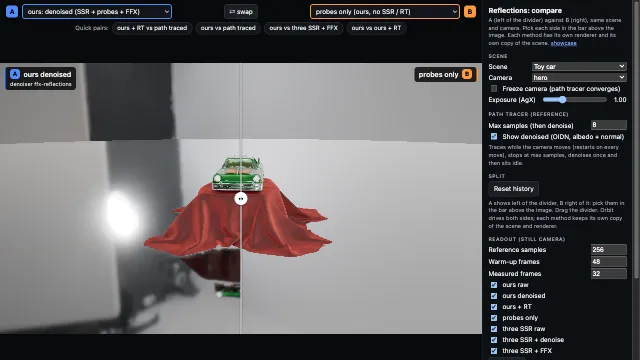 A ours: denoised (SSR + probes + FFX)
⇄ swap
probes only (ours, no SSR / RT) B
Quick pairs: ours + RT vs path traced ours vs path traced ours vs three SSR + FFX ours vs ours + RT
A ours denoised
denoiser ffx-reflections
probes only B
Reflections: compare
A (left of the divider) against B (right), same scene
and camera. Pick each side in the bar above the
image. Each method has its own renderer and its
own copy of the scene. showcase
SCENE
Scene Toy car
Camera hero
Freeze camera (path tracer converges)
Exposure (AgX) 1.00
PATH TRACER (REFERENCE)
Max samples (then denoise) 8
Show denoised (OIDN, albedo + normal)
Traces while the camera moves (restarts on every
move), stops at max samples, denoises once and
then sits idle.
SPLIT
Reset history
A shows left of the divider, B right of it: pick them in
the bar above the image. Drag the divider. Orbit
drives both sides; each method keeps its own copy
of the scene and renderer.
READOUT (STILL CAMERA)
Reference samples 256
Warm-up frames 48
Measured frames 32
ours raw
ours denoised
ours + RT
probes only
three SSR raw
three SSR + denoise
three SSR + FFX